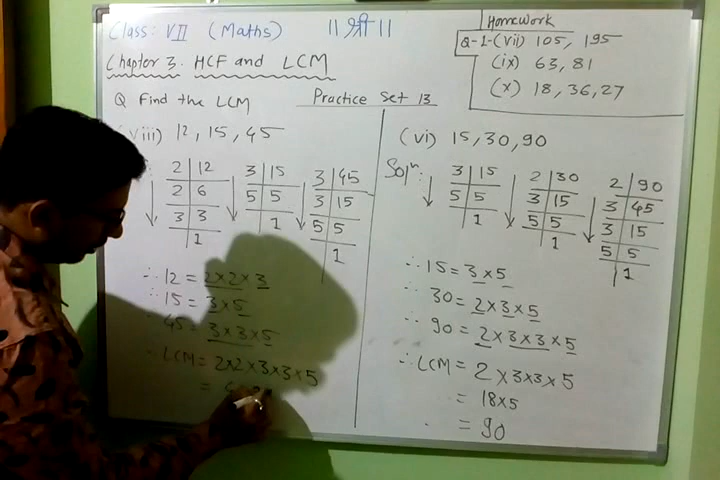 Class: VII (Maths) ॥ श्री ॥
Chapter 3. HCF and LCM
Q Find the LCM Practice set 13
Homework
Q-1-(vii) 105, 195
(ix) 63, 81
(x) 18, 36, 27
(viii) 12, 15, 45
2 | 12
2 | 6
3 | 3
1
3 | 15
5 | 5
1
3 | 45
3 | 15
5 | 5
1
∴ 12 = 2×2×3
∴ 15 = 3×5
45 = 3×3×5
LCM = 2×2×3×3×5
=
(vi) 15, 30, 90
Solⁿ
3 | 15
5 | 5
1
2 | 30
3 | 15
5 | 5
1
2 | 90
3 | 45
3 | 15
5 | 5
1
∴ 15 = 3×5
∴ 30 = 2×3×5
∴ 90 = 2×3×3×5
∴ LCM = 2×3×3×5
= 18×5
= 90